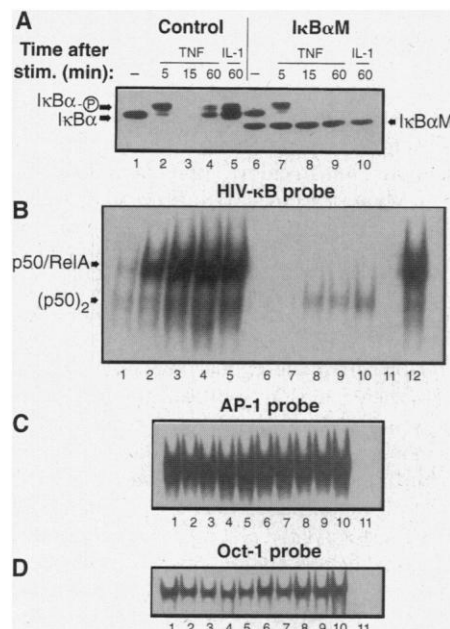 A
Control
IκBαM
Time after stim. (min):
TNF
IL-1
TNF
IL-1
– 5 15 60 60 – 5 15 60 60
IκBα-Ⓟ
IκBα
IκBαM
1 2 3 4 5 6 7 8 9 10
HIV-κB probe
B
p50/RelA
(p50)₂
1 2 3 4 5 6 7 8 9 10 11 12
AP-1 probe
C
1 2 3 4 5 6 7 8 9 10 11
Oct-1 probe
D
1 2 3 4 5 6 7 8 9 10 11